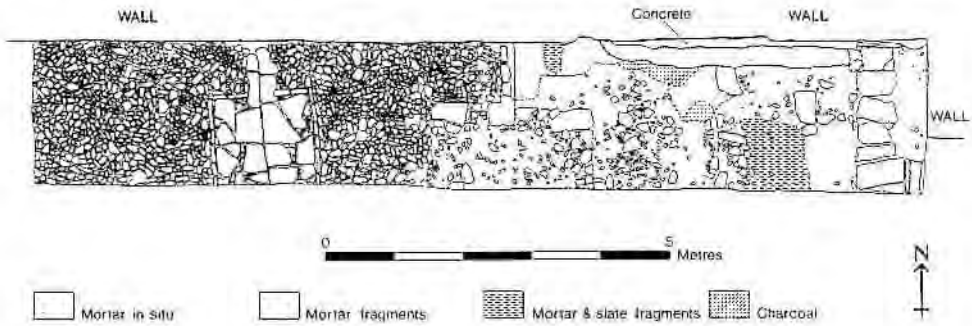 WALL
Concrete
WALL
WALL
0
5
Metres
N
Mortar in situ
Mortar fragments
Mortar & slate fragments
Charcoal